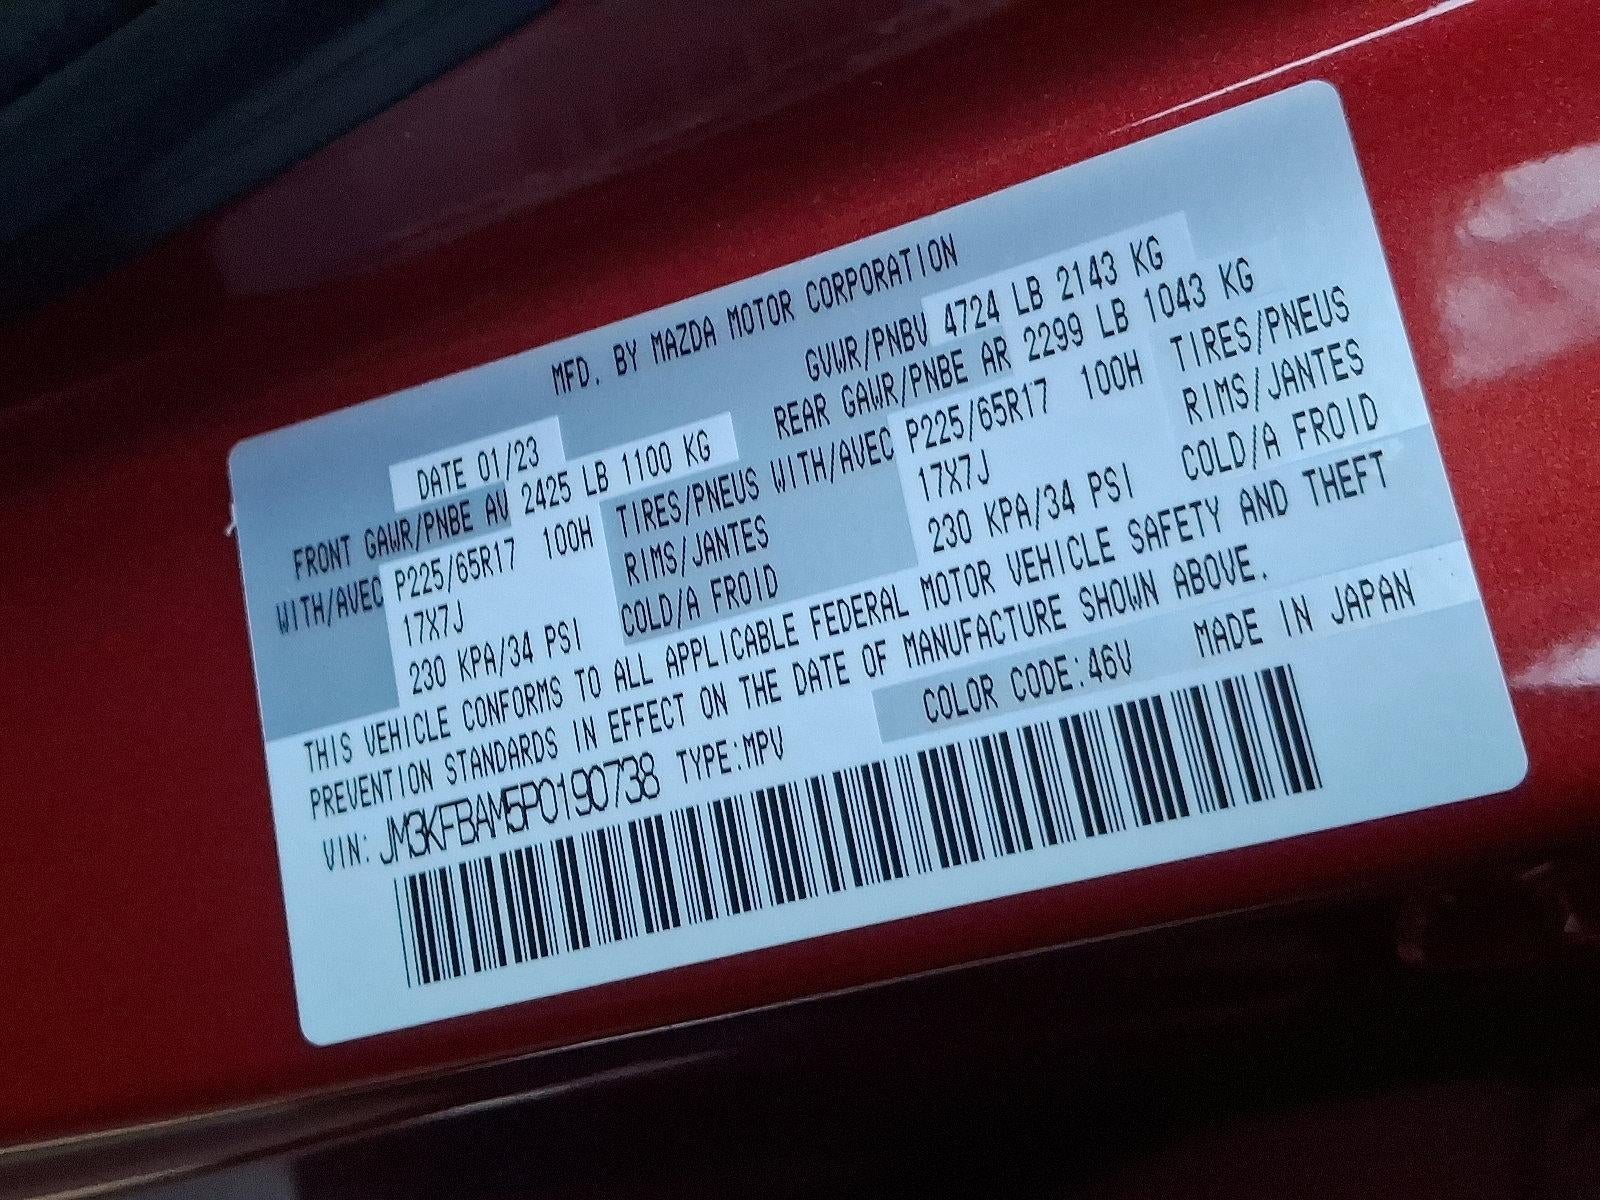 MFD. BY MAZDA MOTOR CORPORATION
DATE 01/23 GVWR/PNBV 4724 LB 2143 KG
FRONT GAWR/PNBE AV 2425 LB 1100 KG REAR GAWR/PNBE AR 2299 LB 1043 KG
WITH/AVEC P225/65R17 100H TIRES/PNEUS WITH/AVEC P225/65R17 100H TIRES/PNEUS
17X7J RIMS/JANTES 17X7J RIMS/JANTES
230 KPA/34 PSI COLD/A FROID 230 KPA/34 PSI COLD/A FROID
THIS VEHICLE CONFORMS TO ALL APPLICABLE FEDERAL MOTOR VEHICLE SAFETY AND THEFT
PREVENTION STANDARDS IN EFFECT ON THE DATE OF MANUFACTURE SHOWN ABOVE.
VIN: JM3KFBAM5P0190738 TYPE:MPV COLOR CODE:46V MADE IN JAPAN